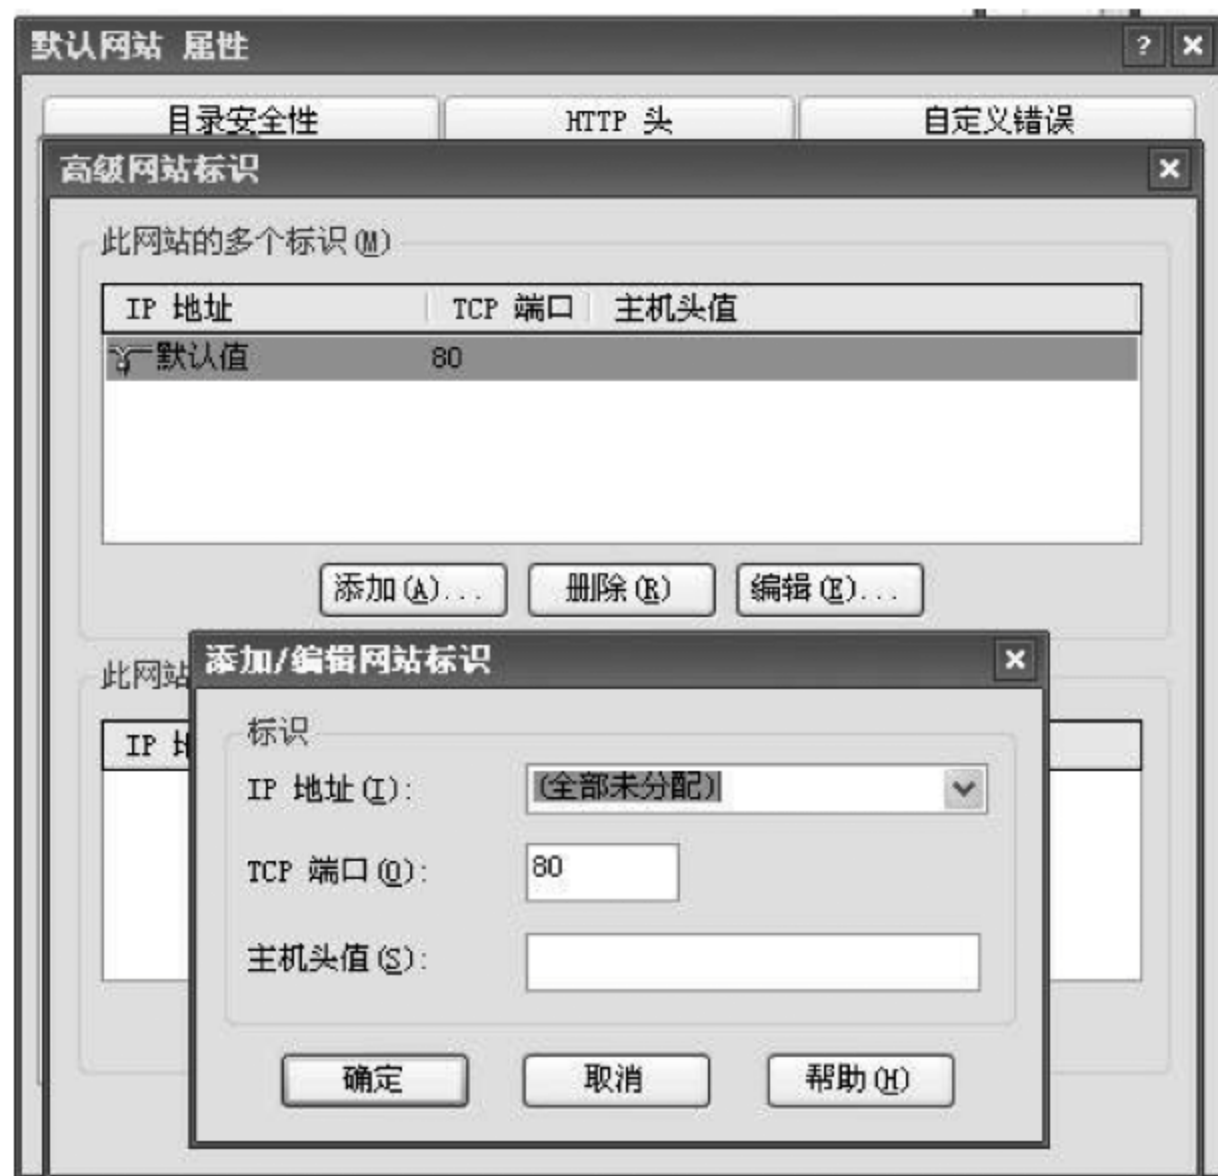 默认网站 属性
目录安全性 HTTP 头 自定义错误
高级网站标识
此网站的多个标识(M)
IP 地址 TCP 端口 主机头值
默认值 80
添加(A)... 删除(R) 编辑(E)...
此网站
添加/编辑网站标识
IP 地
标识
IP 地址(I): (全部未分配)
TCP 端口(O): 80
主机头值(S):
确定 取消 帮助(H)